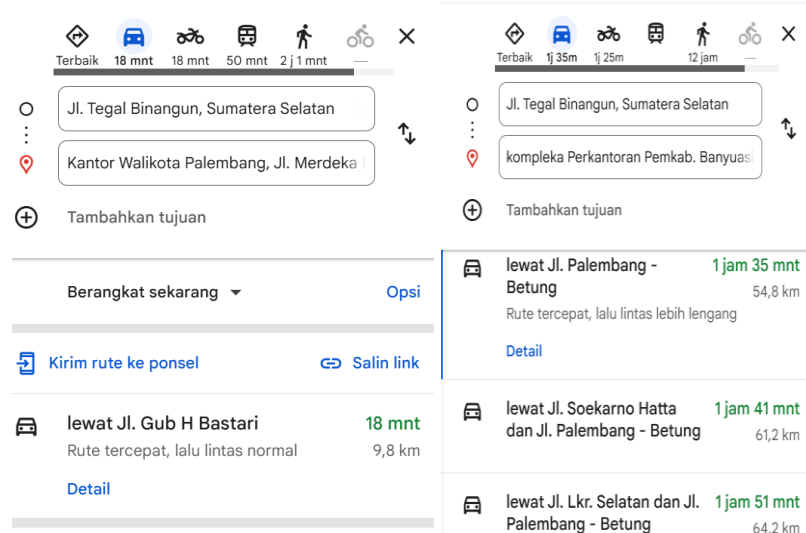 Terbaik 18 mnt 18 mnt 50 mnt 2 j 1 mnt —
Jl. Tegal Binangun, Sumatera Selatan
Kantor Walikota Palembang, Jl. Merdeka
Tambahkan tujuan
Berangkat sekarang
Opsi
Kirim rute ke ponsel
Salin link
lewat Jl. Gub H Bastari 18 mnt
Rute tercepat, lalu lintas normal 9,8 km
Detail
Terbaik 1j 35m 1j 25m 12 jam —
Jl. Tegal Binangun, Sumatera Selatan
kompleka Perkantoran Pemkab. Banyuasi
Tambahkan tujuan
lewat Jl. Palembang - 1 jam 35 mnt
Betung 54,8 km
Rute tercepat, lalu lintas lebih lengang
Detail
lewat Jl. Soekarno Hatta 1 jam 41 mnt
dan Jl. Palembang - Betung 61,2 km
lewat Jl. Lkr. Selatan dan Jl. 1 jam 51 mnt
Palembang - Betung 64,2 km